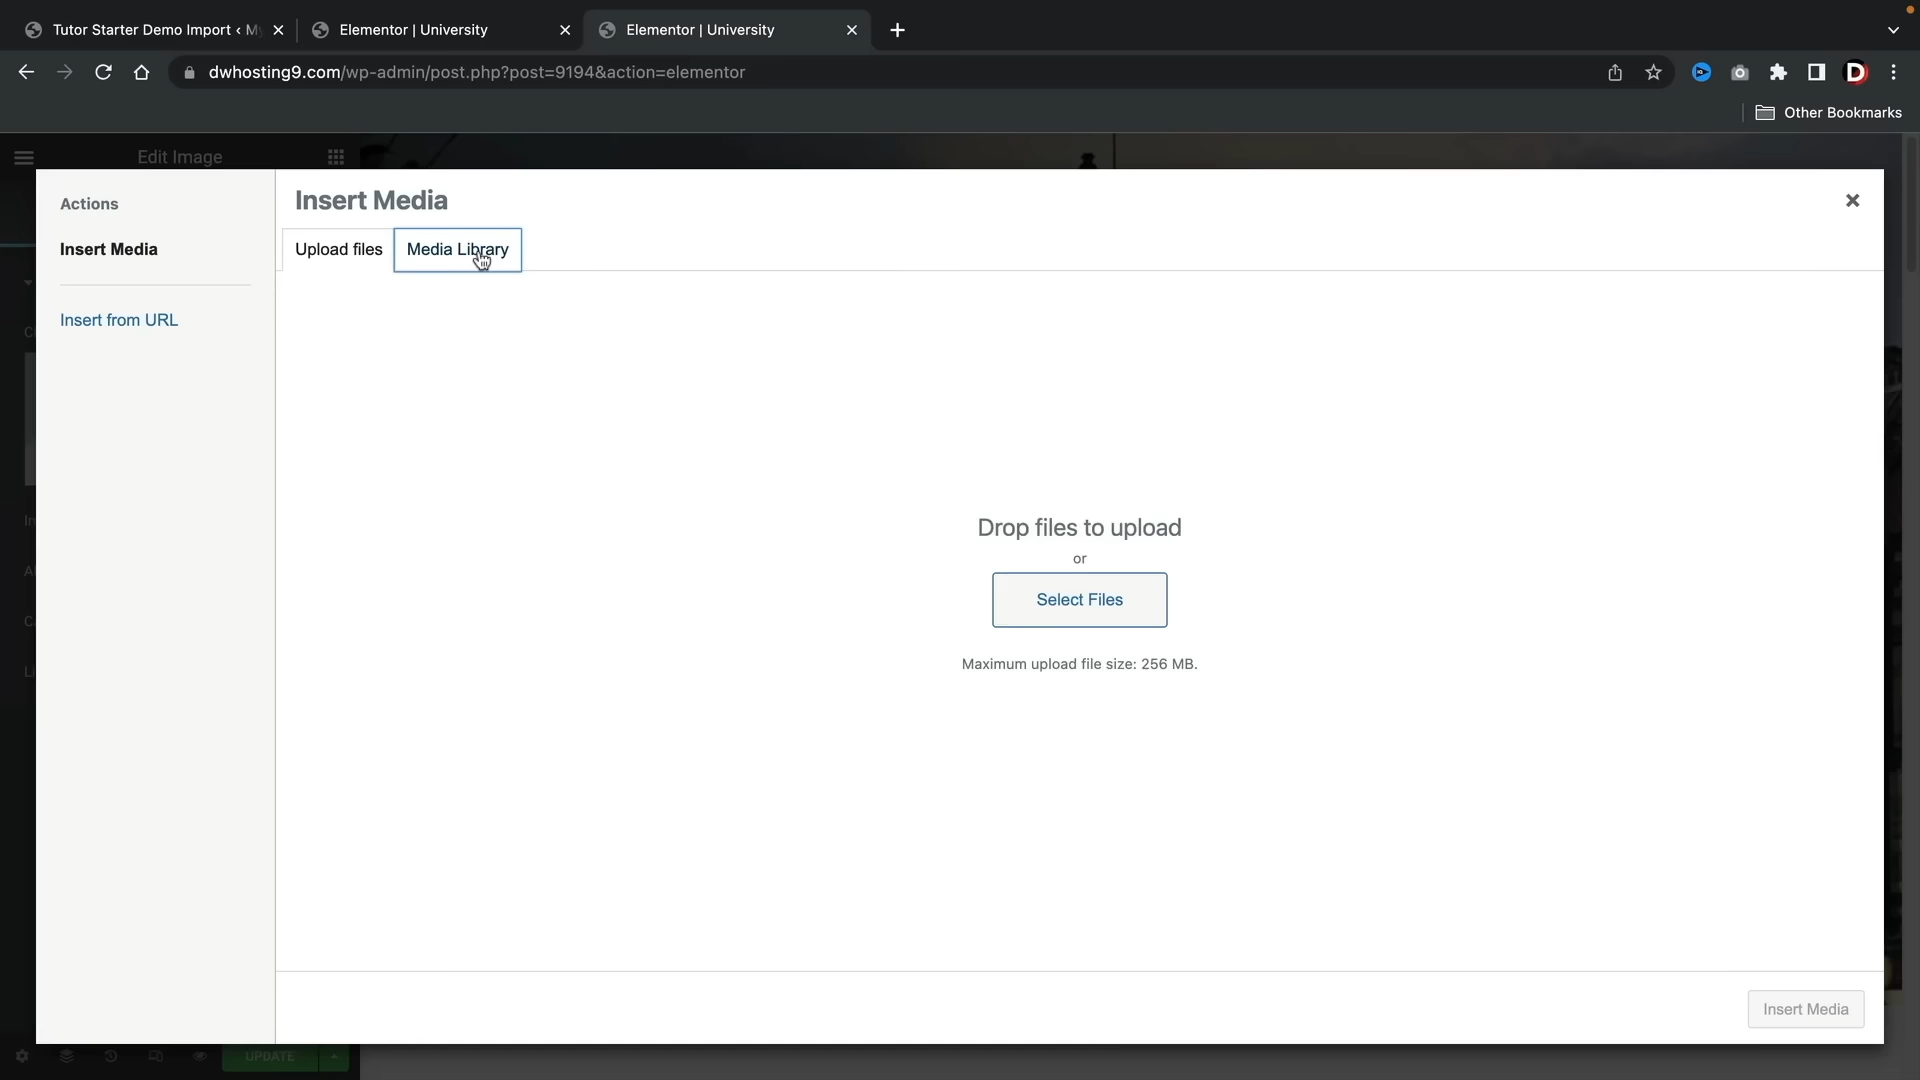 Tutor Starter Demo Import ‹ My
Elementor | University
Elementor | University
dwhosting9.com/wp-admin/post.php?post=9194&action=elementor
Other Bookmarks
Edit Image
Actions
Insert Media
Insert from URL
Insert Media
Upload files
Media Library
Drop files to upload
or
Select Files
Maximum upload file size: 256 MB.
Insert Media
UPDATE